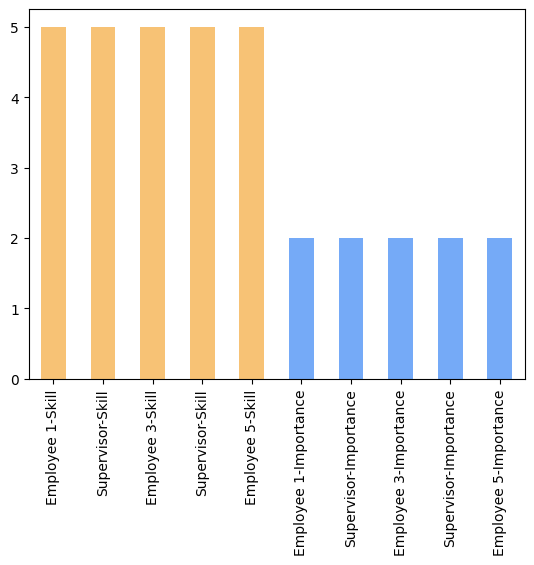 5
4
3
2
1
0
Employee 1-Skill
Supervisor-Skill
Employee 3-Skill
Supervisor-Skill
Employee 5-Skill
Employee 1-Importance
Supervisor-Importance
Employee 3-Importance
Supervisor-Importance
Employee 5-Importance